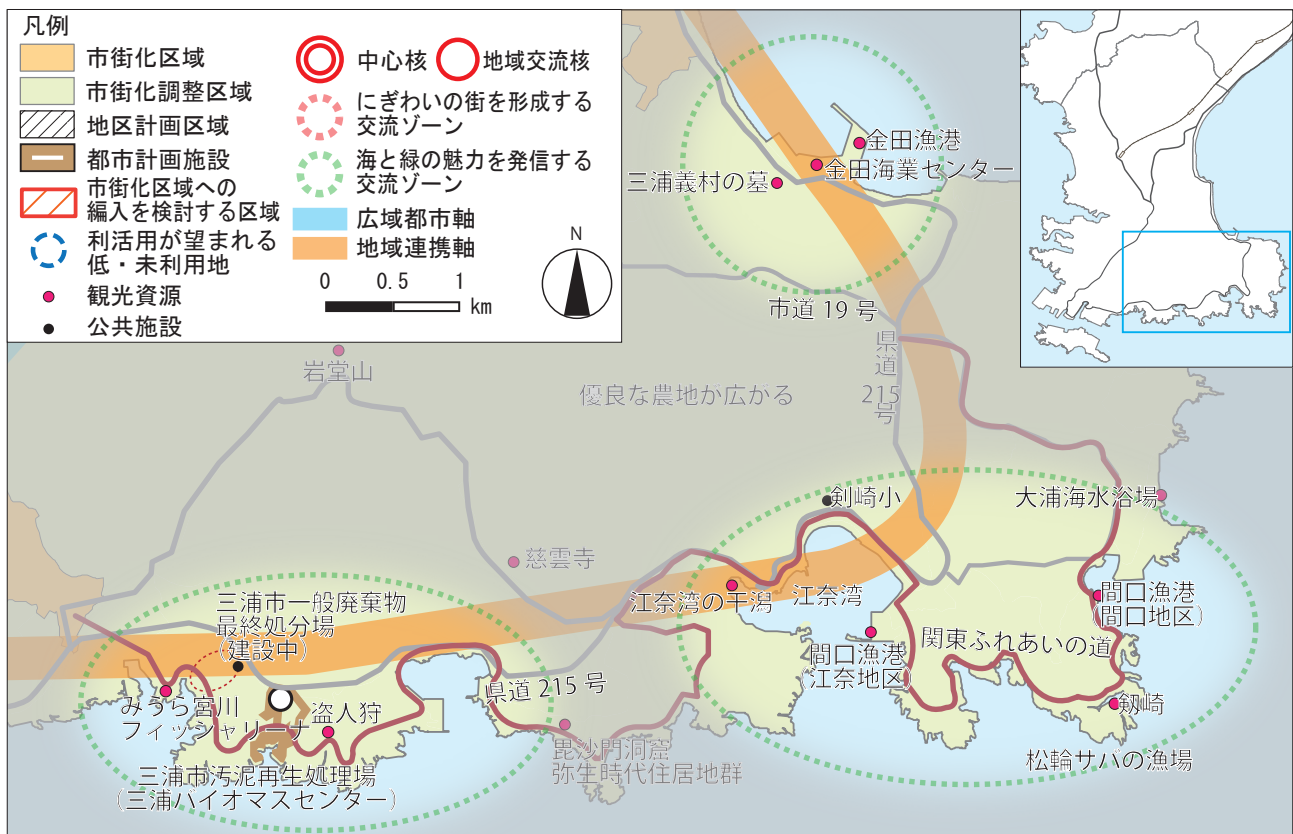 凡例
市街化区域
市街化調整区域
地区計画区域
都市計画施設
市街化区域への
編入を検討する区域
利活用が望まれる
低・未利用地
観光資源
公共施設
中心核
地域交流核
にぎわいの街を形成する
交流ゾーン
海と緑の魅力を発信する
交流ゾーン
広域都市軸
地域連携軸
0 0.5 1
km
N
金田漁港
金田海業センター
三浦義村の墓
市道 19 号
県道
215
号
岩堂山
優良な農地が広がる
剣崎小
大浦海水浴場
慈雲寺
三浦市一般廃棄物
最終処分場
(建設中)
江奈湾の干潟
江奈湾
間口漁港
(間口地区)
関東ふれあいの道
間口漁港
(江奈地区)
県道 215 号
みうら宮川
フィッシャリーナ
盗人狩
剱崎
毘沙門洞窟
弥生時代住居地群
松輪サバの漁場
三浦市汚泥再生処理場
(三浦バイオマスセンター)